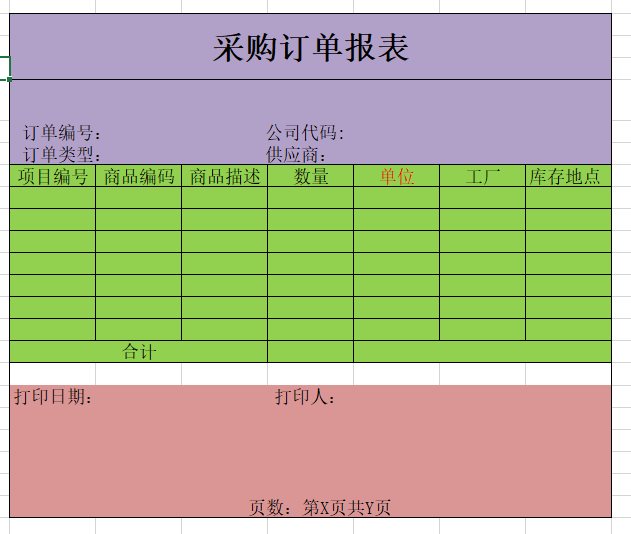 采购订单报表
订单编号: 公司代码:
订单类型: 供应商:
项目编号 商品编码 商品描述 数量 单位 工厂 库存地点
合计
打印日期: 打印人:
页数: 第X页共Y页